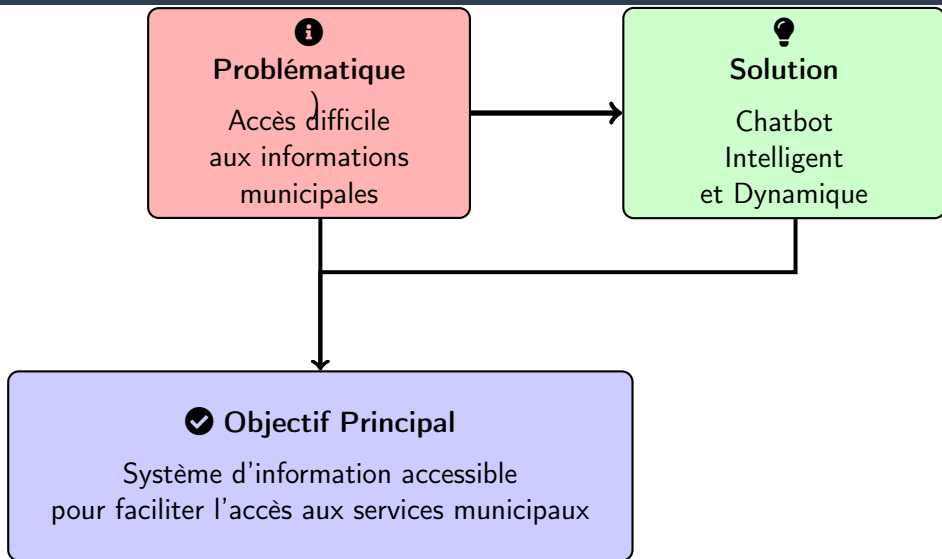 Problématique
)
Accès difficile
aux informations
municipales
Solution
Chatbot
Intelligent
et Dynamique
Objectif Principal
Système d'information accessible
pour faciliter l'accès aux services municipaux